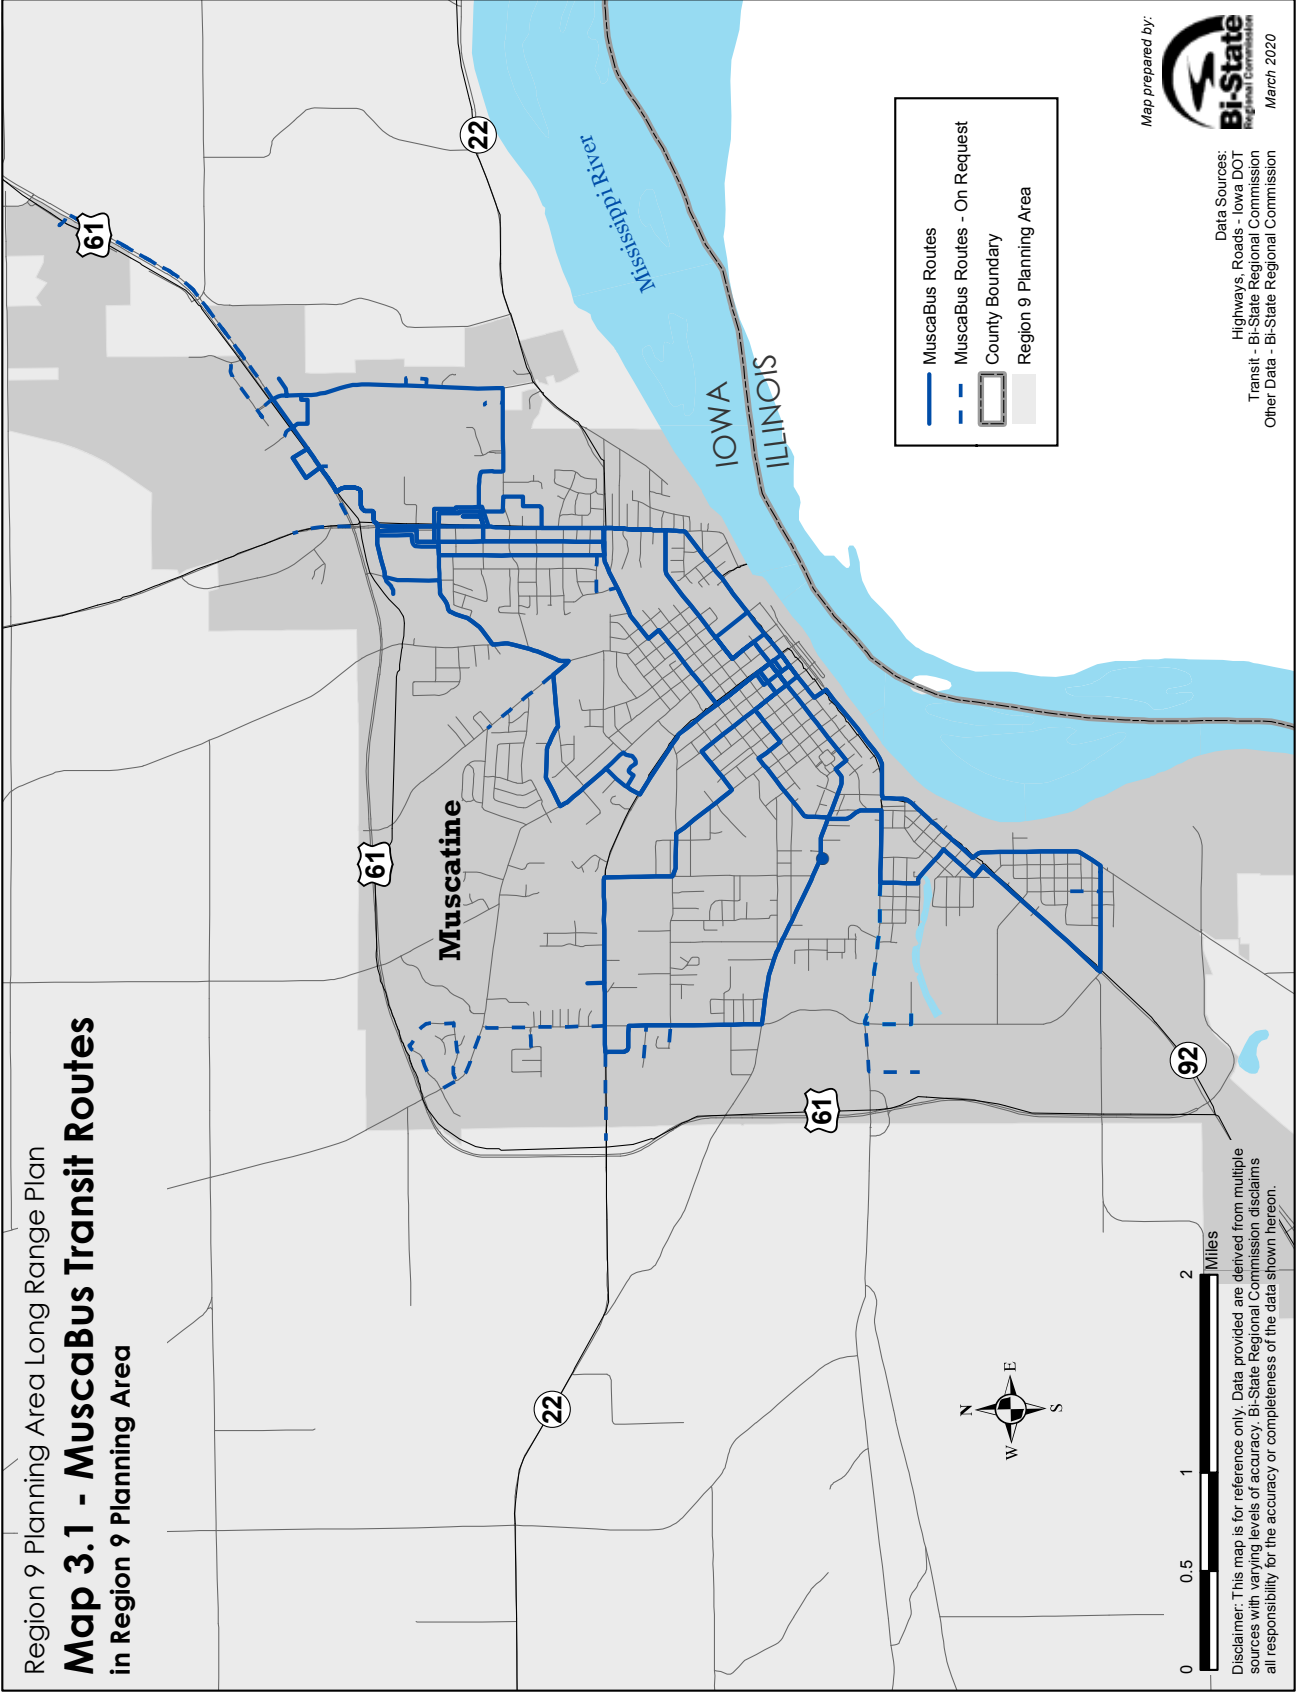 Region 9 Planning Area Long Range Plan
Map 3.1 - MuscaBus Transit Routes
in Region 9 Planning Area
61
22
Mississippi River
61
Muscatine
IOWA
ILLINOIS
61
22
92
MuscaBus Routes
MuscaBus Routes - On Request
County Boundary
Region 9 Planning Area
N
W
E
S
0
0.5
1
2
Miles
Disclaimer: This map is for reference only. Data provided are derived from multiple
sources with varying levels of accuracy. Bi-State Regional Commission disclaims
all responsibility for the accuracy or completeness of the data shown hereon.
Data Sources:
Highways, Roads - Iowa DOT
Transit - Bi-State Regional Commission
Other Data - Bi-State Regional Commission
Map prepared by:
Bi-State
Regional Commission
March 2020